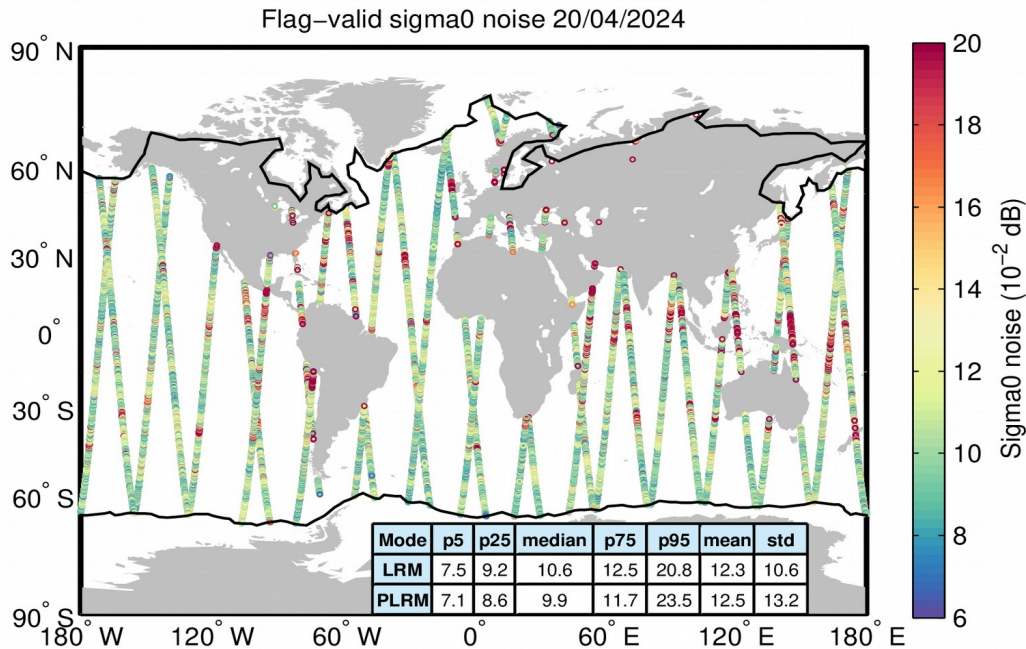 Flag−valid sigma0 noise 20/04/2024
90° N
60° N
30° N
0°
30° S
60° S
90° S
180° W
120° W
60° W
0°
60° E
120° E
180° E
Mode p5 p25 median p75 p95 mean std
LRM 7.5 9.2 10.6 12.5 20.8 12.3 10.6
PLRM 7.1 8.6 9.9 11.7 23.5 12.5 13.2
20
18
16
14
12
10
8
6
Sigma0 noise (10⁻² dB)